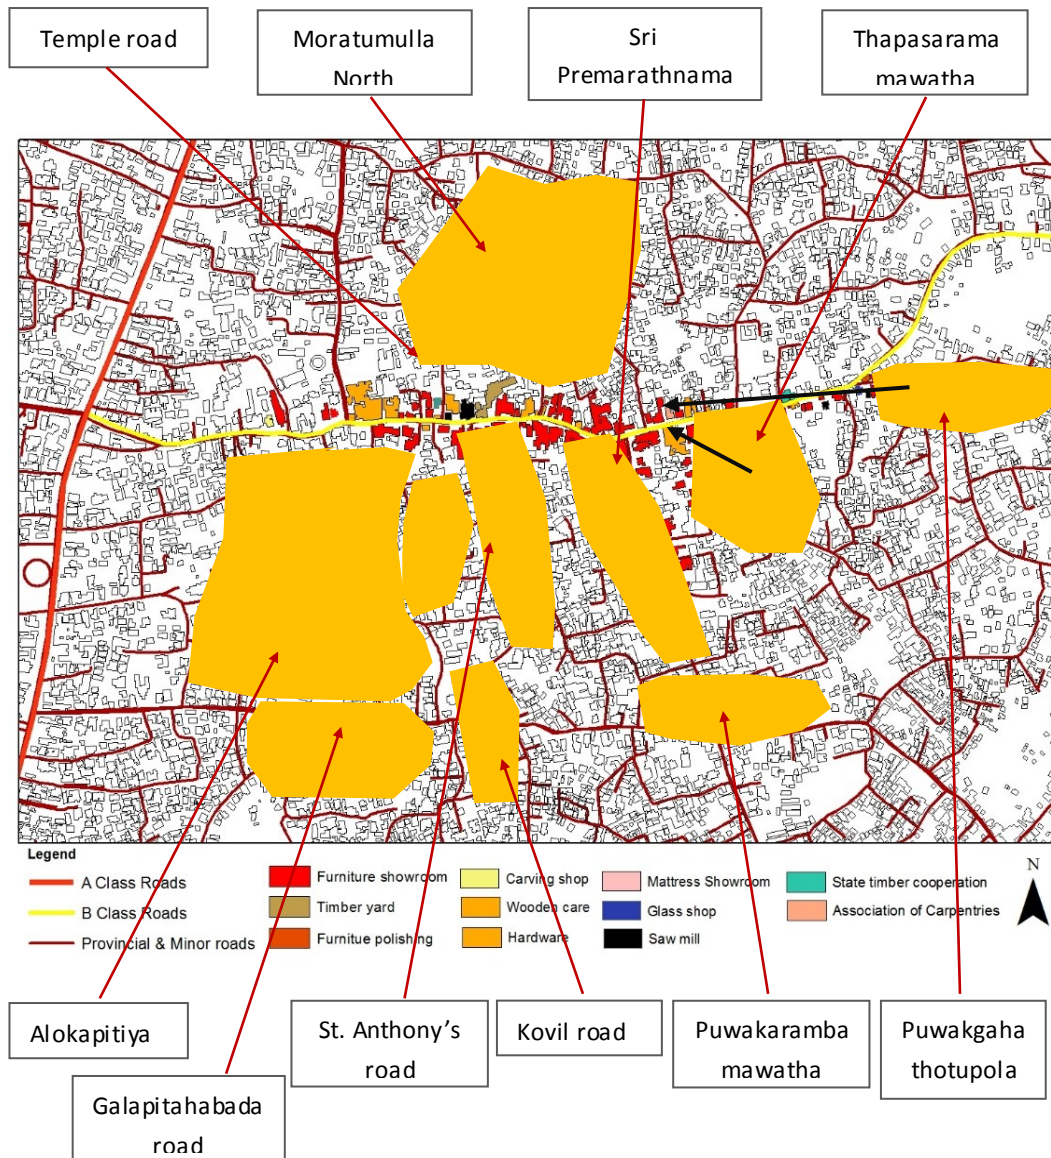 Temple road
Moratumulla
North
Sri
Premarathnama
Thapasarama
mawatha
Legend
A Class Roads
B Class Roads
Provincial & Minor roads
Furniture showroom
Timber yard
Furnitue polishing
Carving shop
Wooden care
Hardware
Mattress Showroom
Glass shop
Saw mill
State timber cooperation
Association of Carpentries
N
Alokapitiya
Galapitahabada
road
St. Anthony’s
road
Kovil road
Puwakaramba
mawatha
Puwakgaha
thotupola